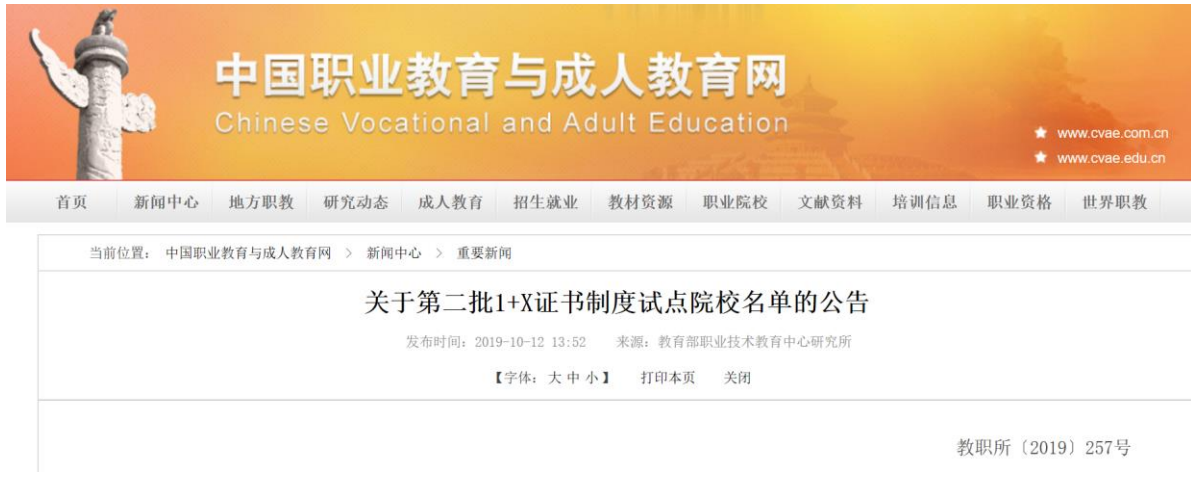 中国职业教育与成人教育网
Chinese Vocational and Adult Education
★ www.cvae.com.cn
★ www.cvae.edu.cn
首页 新闻中心 地方职教 研究动态 成人教育 招生就业 教材资源 职业院校 文献资料 培训信息 职业资格 世界职教
当前位置： 中国职业教育与成人教育网 > 新闻中心 > 重要新闻
关于第二批1+X证书制度试点院校名单的公告
发布时间：2019-10-12 13:52 来源：教育部职业技术教育中心研究所
【字体：大 中 小】 打印本页 关闭
教职所〔2019〕257号